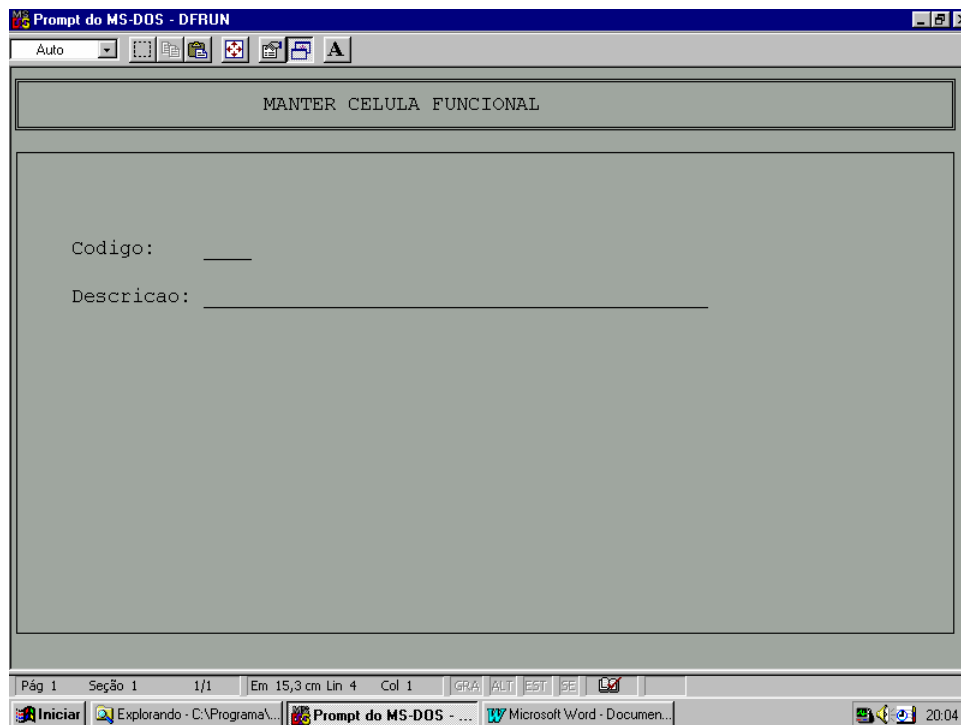 Prompt do MS-DOS - DFRUN
Auto A
MANTER CELULA FUNCIONAL
Codigo: ____
Descricao: __________________________________________
Pág 1 Seção 1 1/1 Em 15,3 cm Lin 4 Col 1 GRA ALT EST SE
Iniciar Explorando - C:\Programa\... Prompt do MS-DOS - ... Microsoft Word - Documen... 20:04